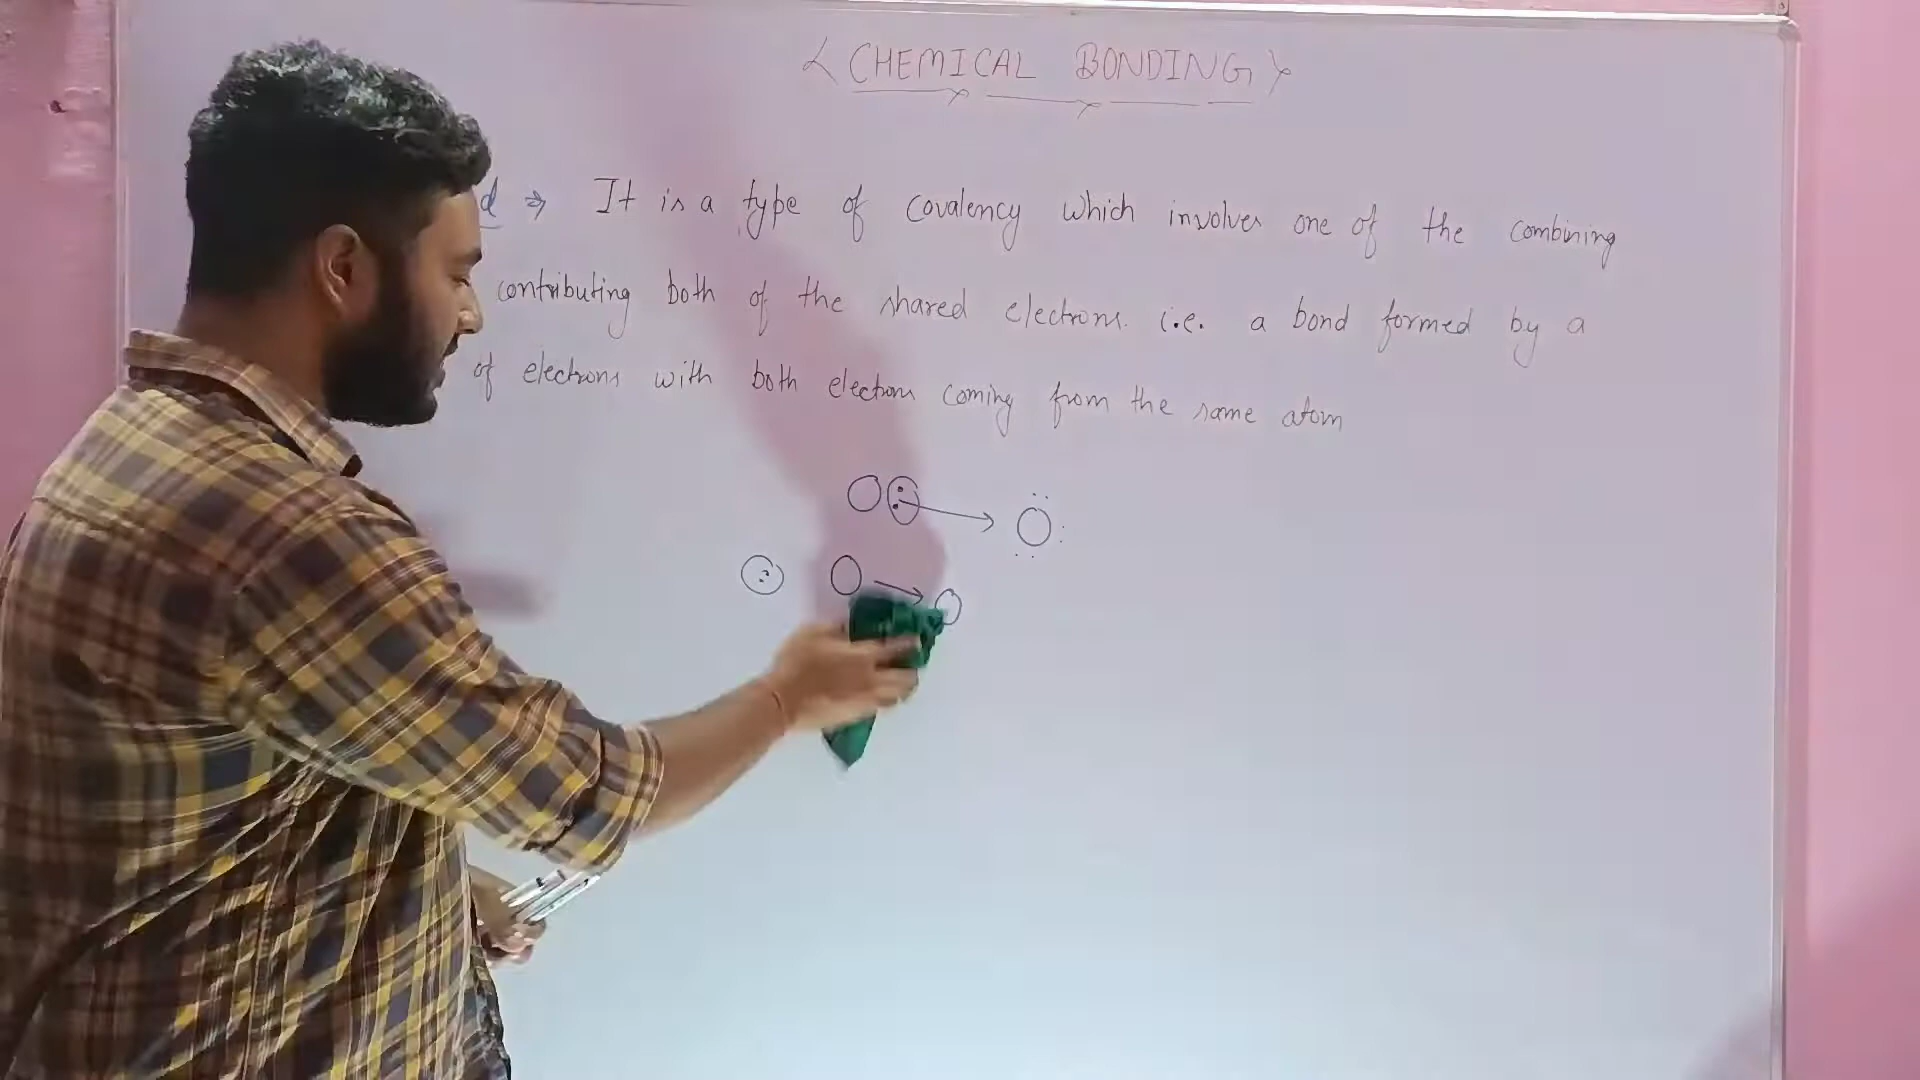 < CHEMICAL BONDING >
d ⇒ It is a type of covalency which involves one of the combining
contributing both of the shared electrons. i.e. a bond formed by a
of electrons with both electrons coming from the same atom